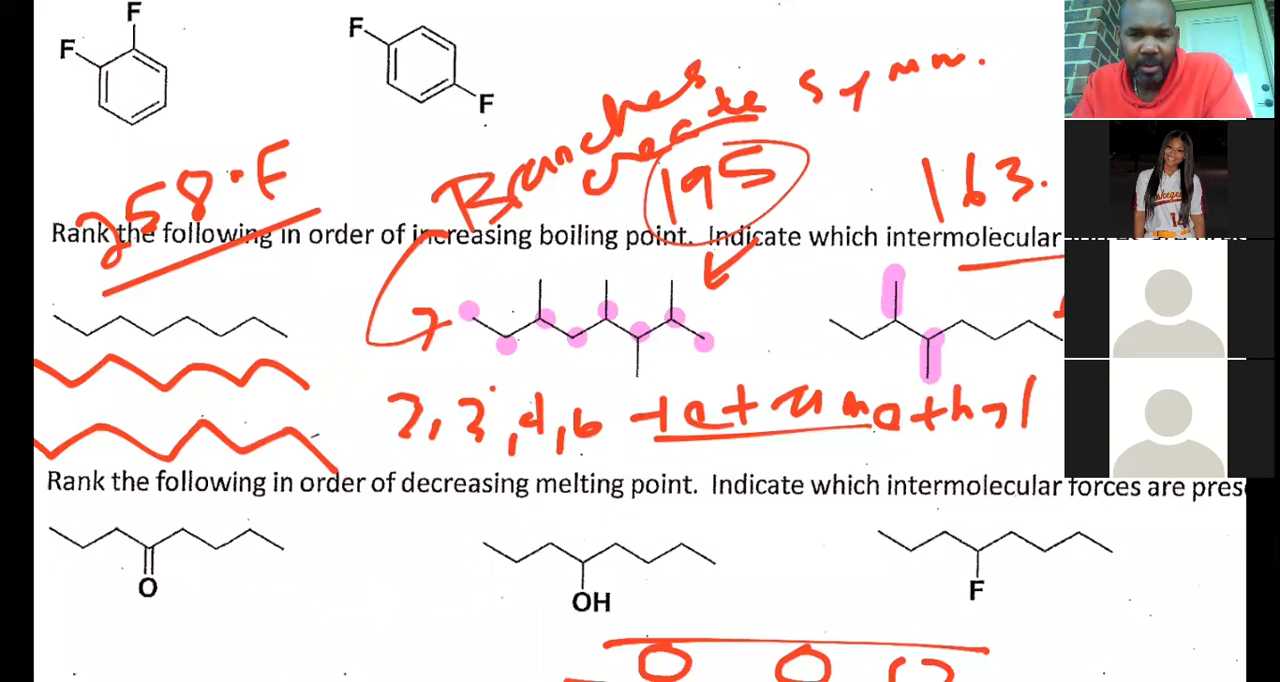 F
F
F
F
Branches
create symm.
258°F
195
163.
Rank the following in order of increasing boiling point. Indicate which intermolecular
7
2,3,4,6 tetramethyl
Rank the following in order of decreasing melting point. Indicate which intermolecular forces are pres
O
OH
F